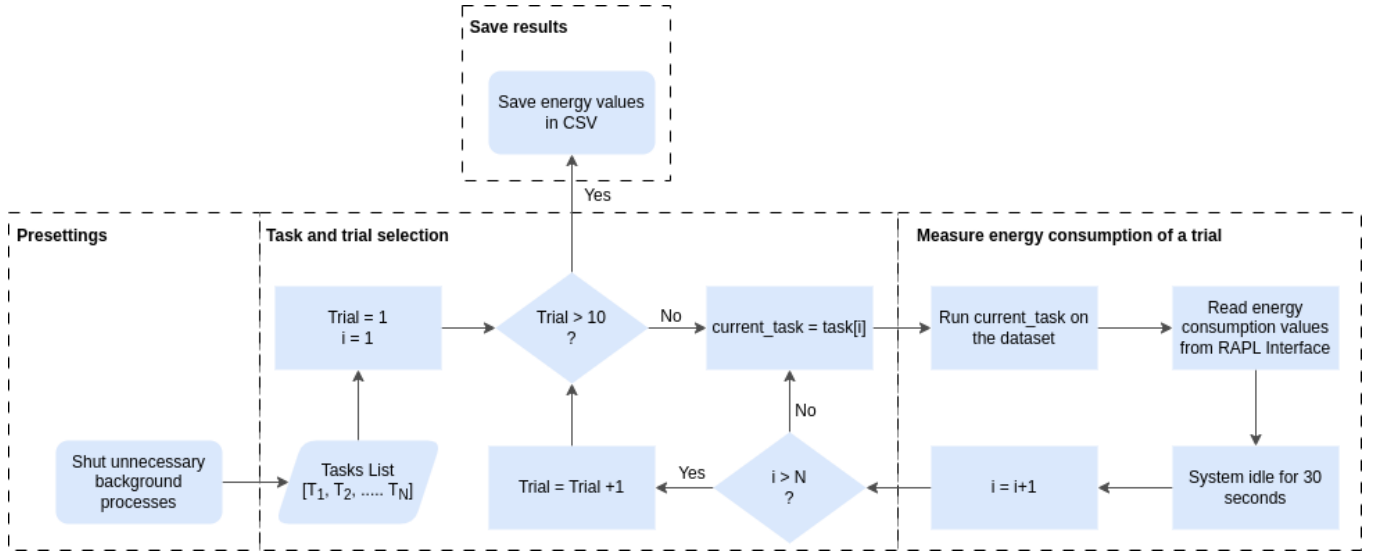 Save results
Save energy values
in CSV
Yes
Presettings
Task and trial selection
Measure energy consumption of a trial
Trial = 1
i = 1
Trial > 10
?
No
current_task = task[i]
Run current_task on
the dataset
Read energy
consumption values
from RAPL Interface
No
Shut unnecessary
background
processes
Tasks List
[T1, T2, ..... TN]
Trial = Trial +1
Yes
i > N
?
i = i+1
System idle for 30
seconds